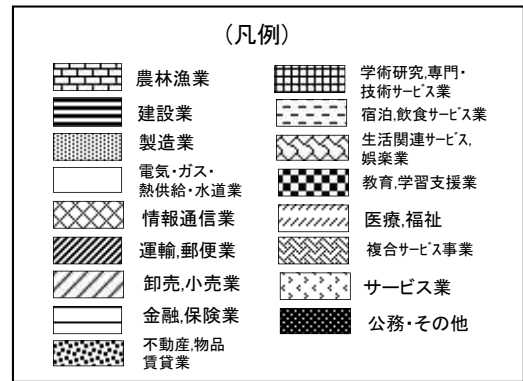 (凡例)
農林漁業
建設業
製造業
電気・ガス・
熱供給・水道業
情報通信業
運輸,郵便業
卸売,小売業
金融,保険業
不動産,物品
賃貸業
学術研究,専門・
技術サービス業
宿泊,飲食サービス業
生活関連サービス,
娯楽業
教育,学習支援業
医療,福祉
複合サービス事業
サービス業
公務・その他